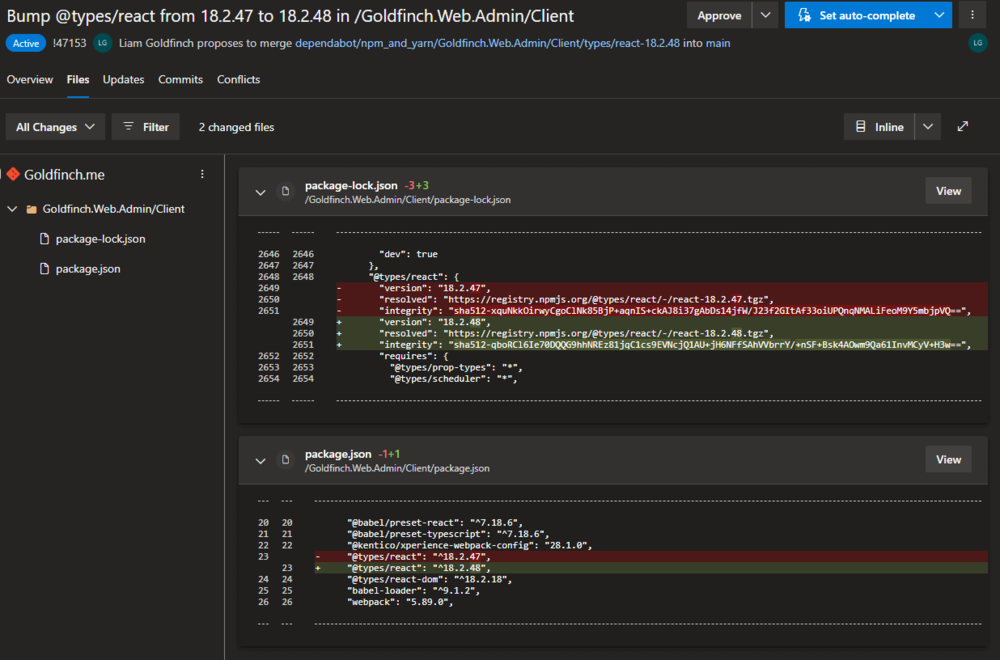 Bump @types/react from 18.2.47 to 18.2.48 in /Goldfinch.Web.Admin/Client
Approve
Set auto-complete
Active !47153 LG Liam Goldfinch proposes to merge dependabot/npm_and_yarn/Goldfinch.Web.Admin/Client/types/react-18.2.48 into main
LG
Overview Files Updates Commits Conflicts
All Changes Filter 2 changed files
Inline
Goldfinch.me
Goldfinch.Web.Admin/Client
package-lock.json
package.json
package-lock.json -3+3
/Goldfinch.Web.Admin/Client/package-lock.json
View
2646 2646 "dev": true
2647 2647 },
2648 2648 "@types/react": {
2649 - "version": "18.2.47",
2650 - "resolved": "https://registry.npmjs.org/@types/react/-/react-18.2.47.tgz",
2651 - "integrity":
2649 + "version": "18.2.48",
2650 + "resolved": "https://registry.npmjs.org/@types/react/-/react-18.2.48.tgz",
2651 + "integrity":
2652 2652 "requires": {
2653 2653 "@types/prop-types": "*",
2654 2654 "@types/scheduler": "*",
package.json -1+1
/Goldfinch.Web.Admin/Client/package.json
View
20 20 "@babel/preset-react": "^7.18.6",
21 21 "@babel/preset-typescript": "^7.18.6",
22 22 "@kentico/xperience-webpack-config": "28.1.0",
23 - "@types/react": "^18.2.47",
23 + "@types/react": "^18.2.48",
24 24 "@types/react-dom": "^18.2.18",
25 25 "babel-loader": "^9.1.2",
26 26 "webpack": "5.89.0",